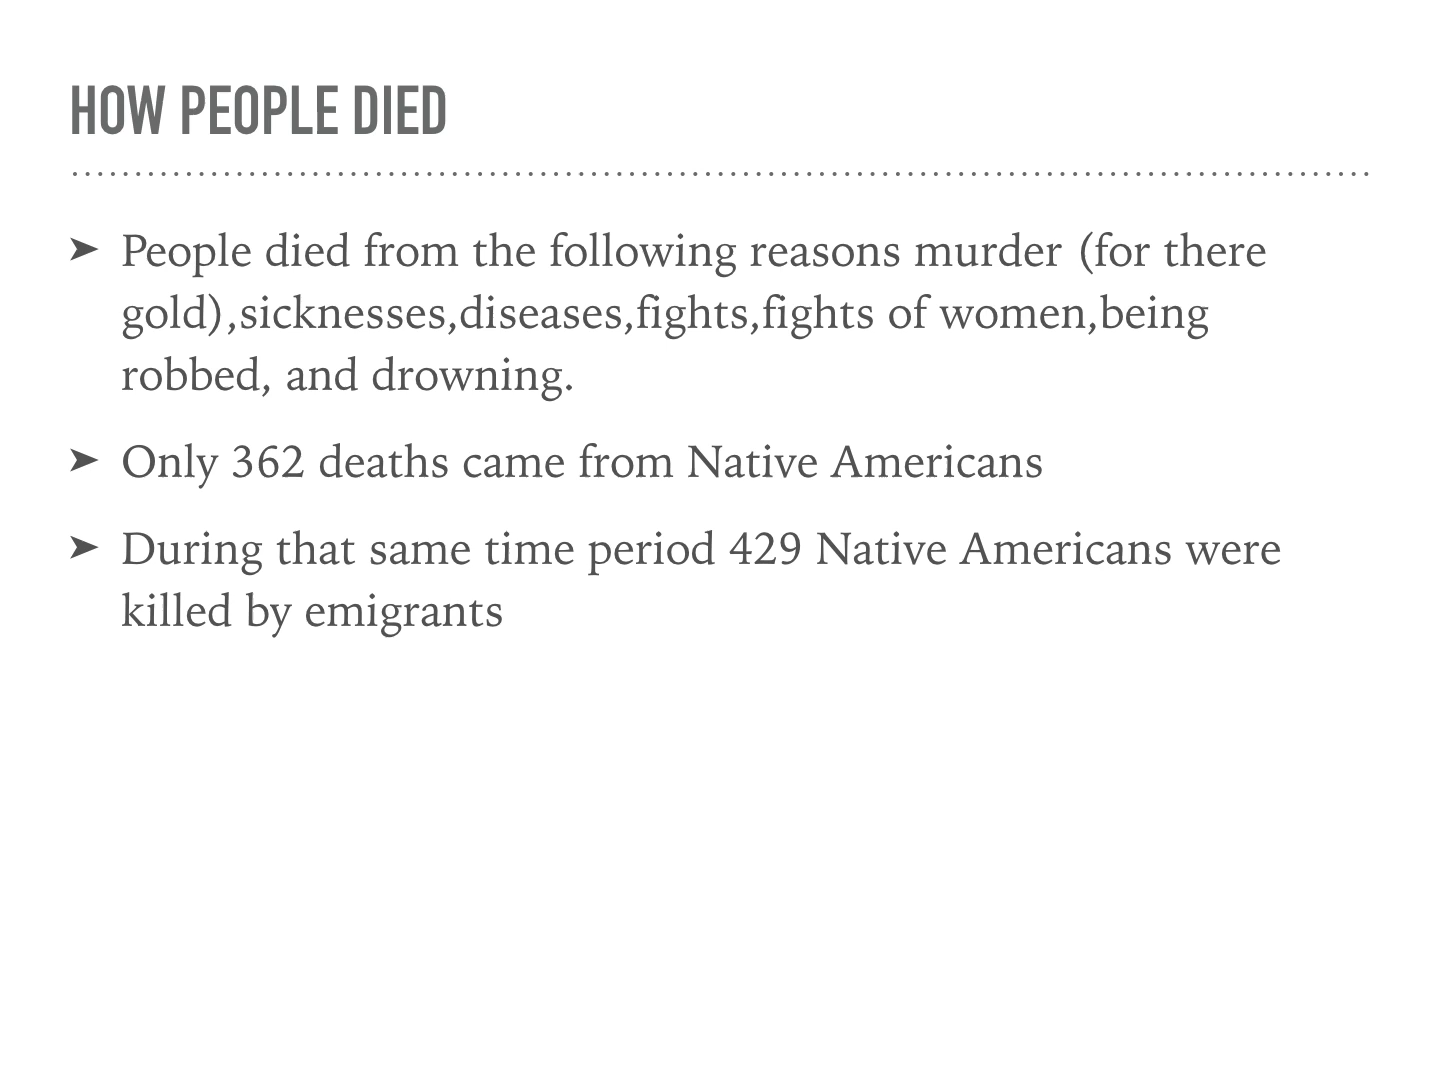 HOW PEOPLE DIED
➤ People died from the following reasons murder (for there
gold),sicknesses,diseases,fights,fights of women,being
robbed, and drowning.
➤ Only 362 deaths came from Native Americans
➤ During that same time period 429 Native Americans were
killed by emigrants